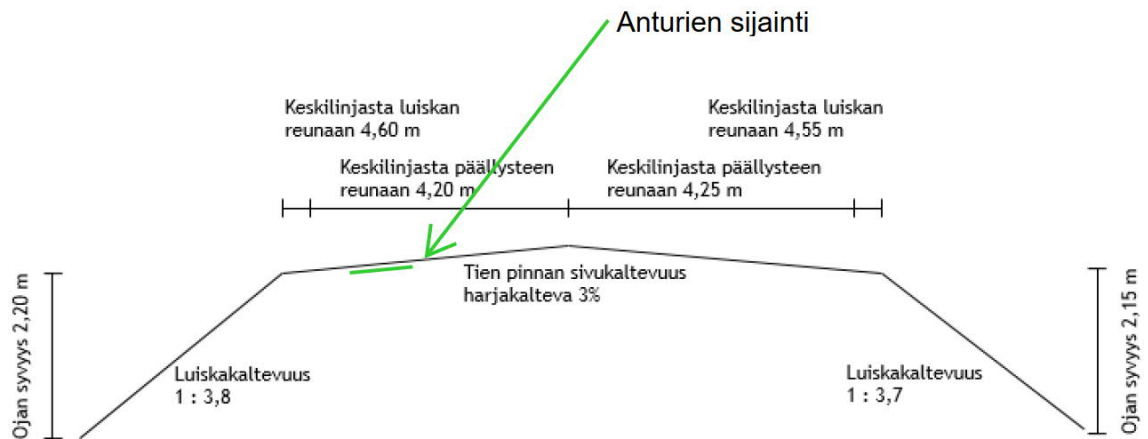 Anturien sijainti
Keskilinjasta luiskan
reunaan 4,60 m
Keskilinjasta luiskan
reunaan 4,55 m
Keskilinjasta päällysteen
reunaan 4,20 m
Keskilinjasta päällysteen
reunaan 4,25 m
Tien pinnan sivukaltevuus
harjakalteva 3%
Ojan syvyys 2,20 m
Luiskakaltevuus
1 : 3,8
Luiskakaltevuus
1 : 3,7
Ojan syvyys 2,15 m